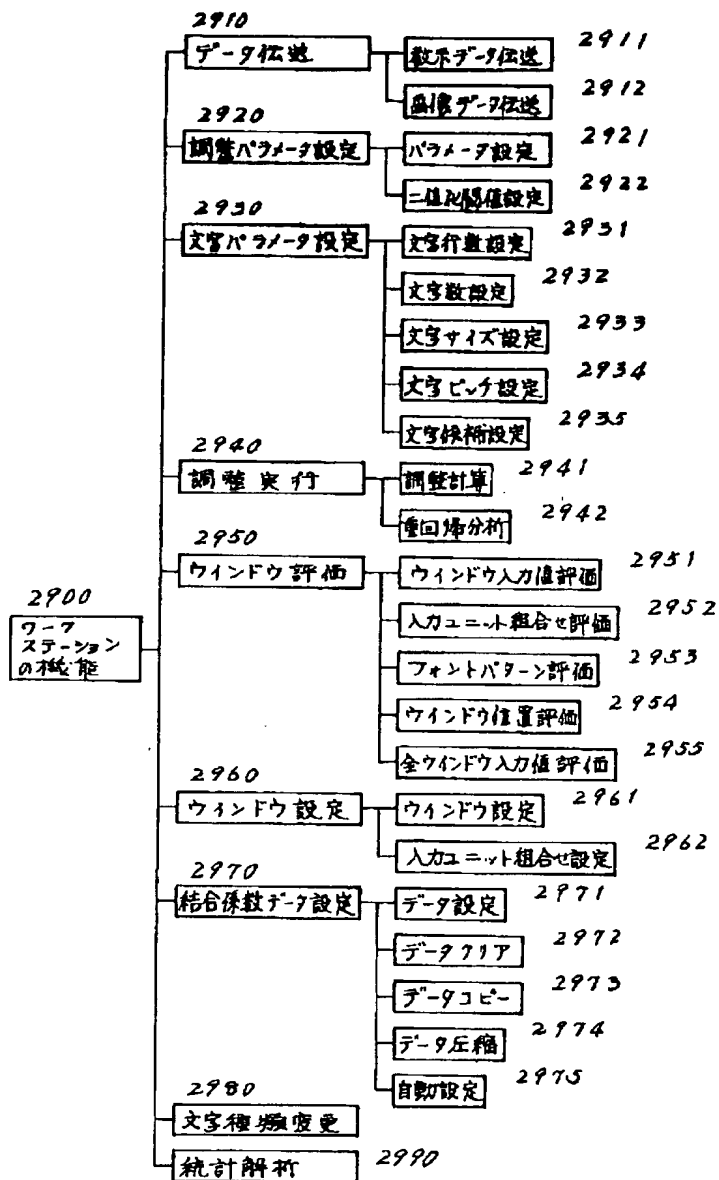 2910
データ伝送
教示データ伝送 2911
画像データ伝送 2912
2920
調整パラメータ設定
パラメータ設定 2921
二値化閾値設定 2922
2930
文字パラメータ設定
文字行数設定 2931
文字数設定 2932
文字サイズ設定 2933
文字ピッチ設定 2934
文字候補設定 2935
2940
調整実行
調整計算 2941
重回帰分析 2942
2950
ウインドウ評価
ウインドウ入力値評価 2951
入力ユニット組合せ評価 2952
フォントパターン評価 2953
ウインドウ位置評価 2954
全ウインドウ入力値評価 2955
2900
ワーク
ステーション
の機能
2960
ウインドウ設定
ウインドウ設定 2961
入力ユニット組合せ設定 2962
2970
結合係数データ設定
データ設定 2971
データクリア 2972
データコピー 2973
データ圧縮 2974
自動設定 2975
2980
文字種類変更
統計解析 2990